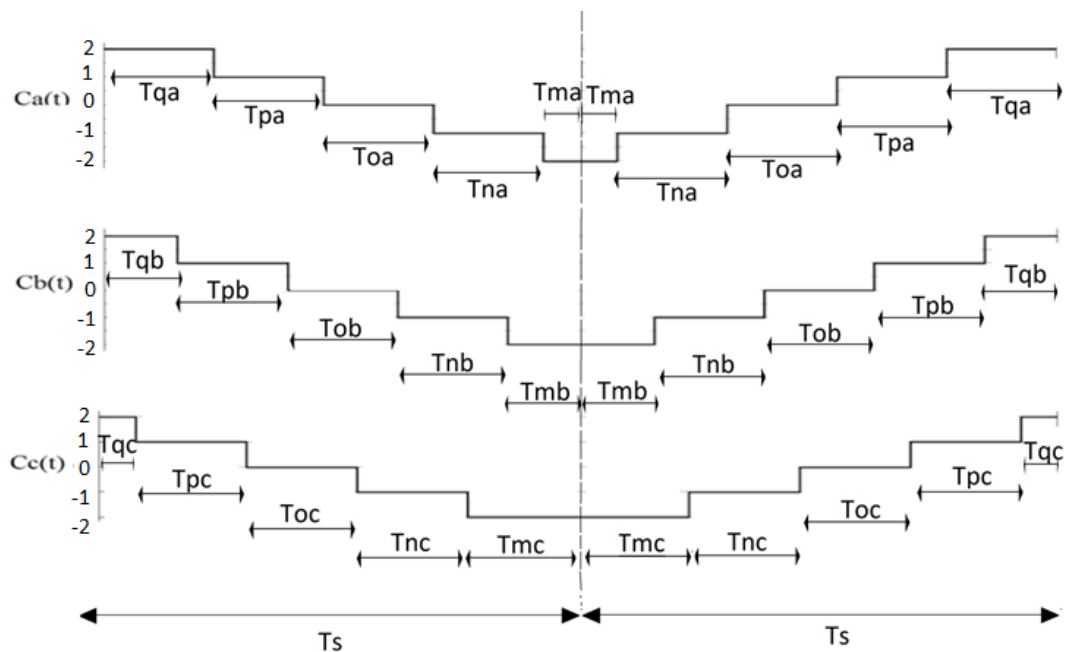 2
1
Ca(t)
0
-1
-2
Tqa
Tpa
Toa
Tna
Tma
Tma
Tna
Toa
Tpa
Tqa
2
1
Cb(t)
0
-1
-2
Tqb
Tpb
Tob
Tnb
Tmb
Tmb
Tnb
Tob
Tpb
Tqb
2
1
Cc(t)
0
-1
-2
Tqc
Tpc
Toc
Tnc
Tmc
Tmc
Tnc
Toc
Tpc
Tqc
Ts
Ts